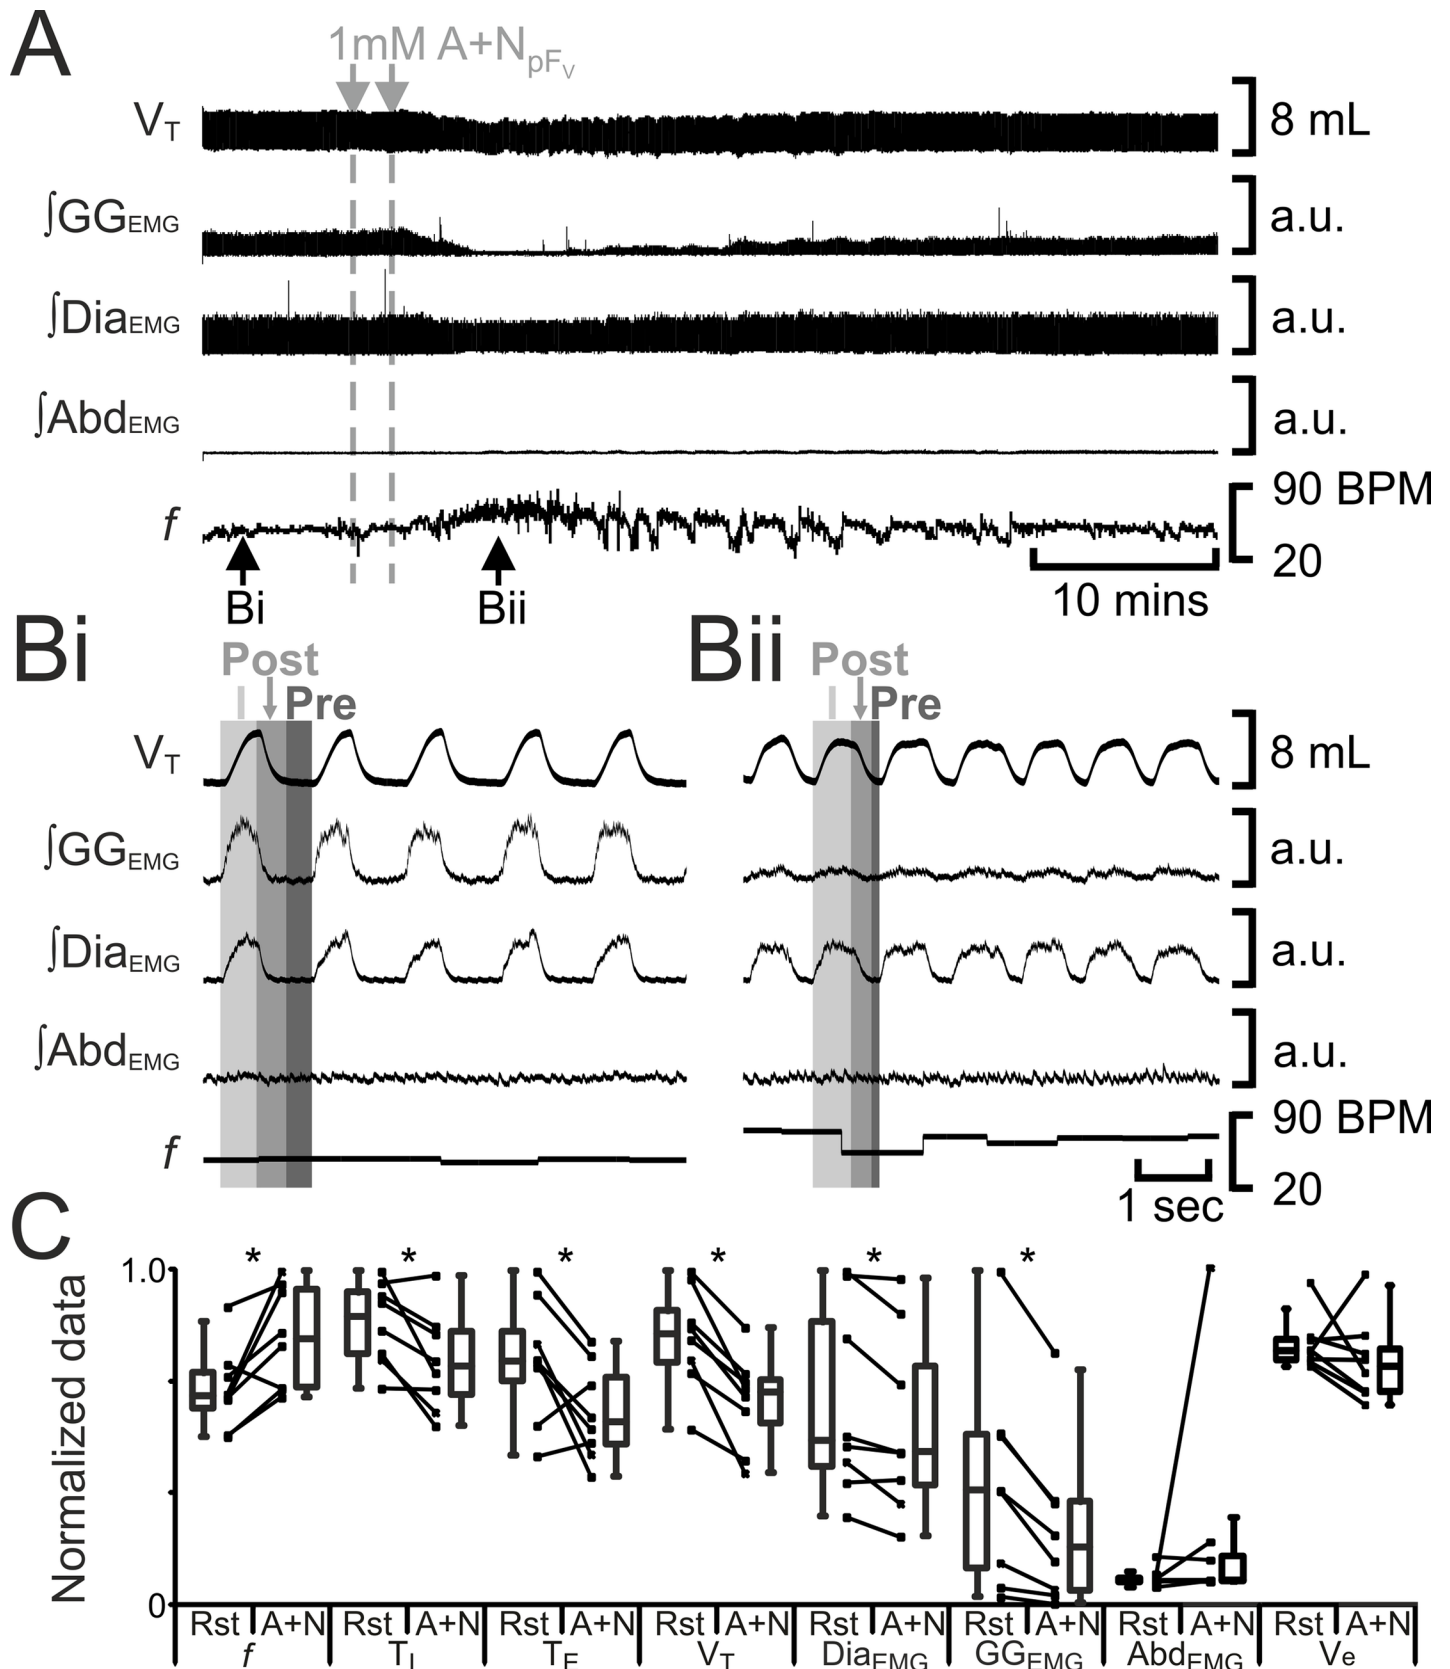 A
1mM A+NpFV
VT
8 mL
∫GGEMG
a.u.
∫DiaEMG
a.u.
∫AbdEMG
a.u.
f
90 BPM
20
10 mins
Bi
Bii
Bi
Post
I
Pre
Bii
Post
I
Pre
VT
8 mL
∫GGEMG
a.u.
∫DiaEMG
a.u.
∫AbdEMG
a.u.
f
90 BPM
20
1 sec
C
Normalized data
1.0
0
* * * * * *
Rst A+N Rst A+N Rst A+N Rst A+N Rst A+N Rst A+N Rst A+N Rst A+N
f TI TE VT DiaEMG GGEMG AbdEMG Ve